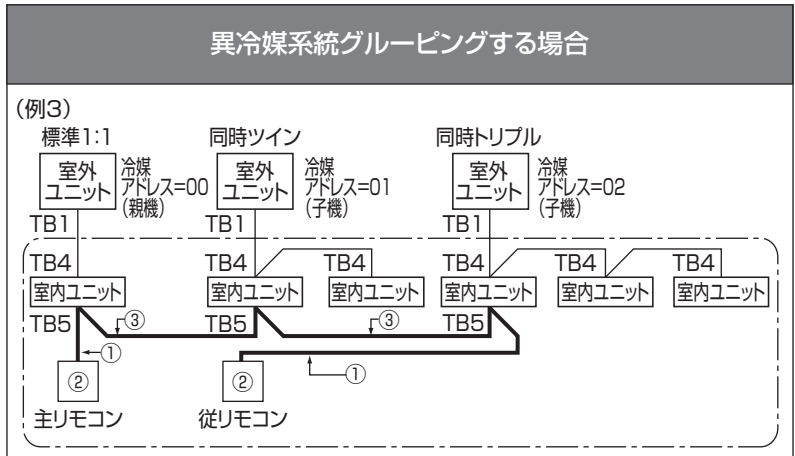 異冷媒系統グルーピングする場合
(例3)
標準1:1
同時ツイン
同時トリプル
室外
ユニット
冷媒
アドレス=00
(親機)
室外
ユニット
冷媒
アドレス=01
(子機)
室外
ユニット
冷媒
アドレス=02
(子機)
TB1
TB1
TB1
TB4
TB4
TB4
TB4
TB4
TB4
室内ユニット
室内ユニット
室内ユニット
室内ユニット
室内ユニット
室内ユニット
TB5
③
TB5
③
TB5
①
①
②
②
主リモコン
従リモコン